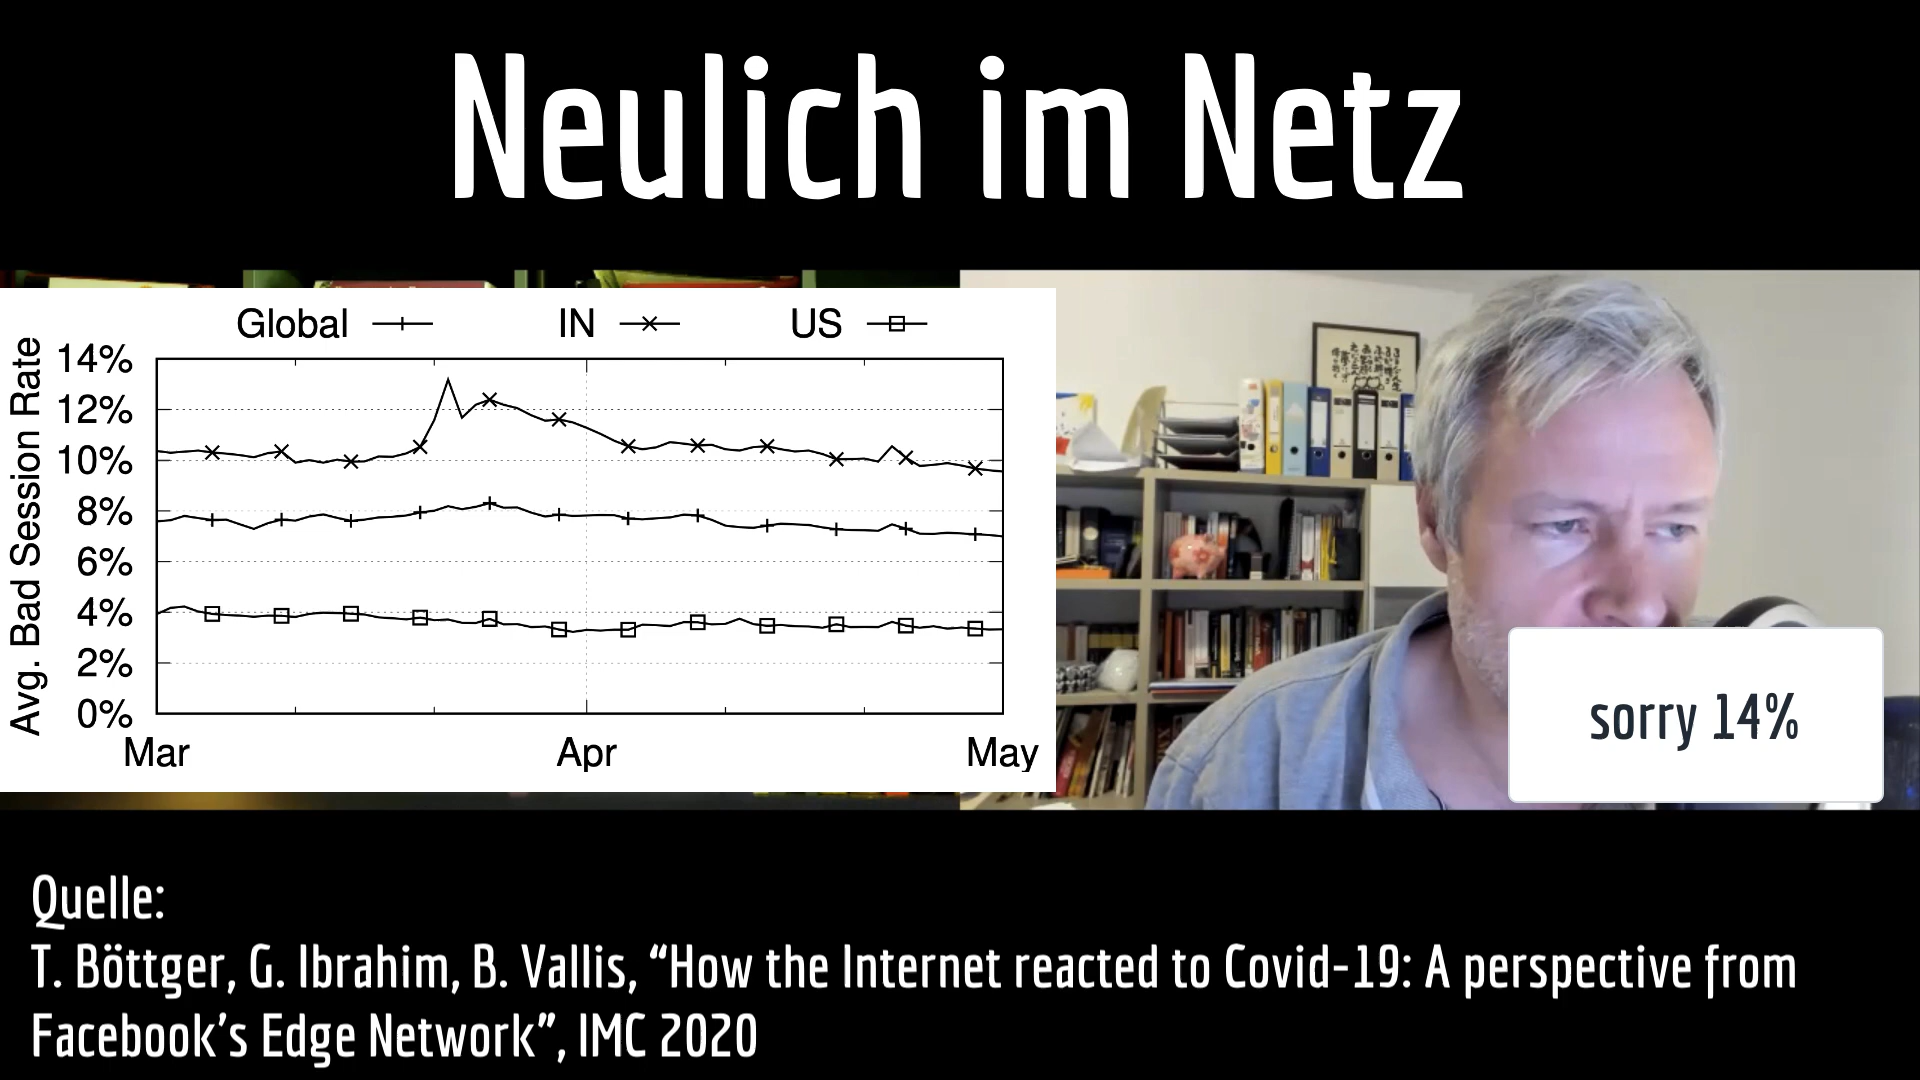 Neulich im Netz
Global IN US
Avg. Bad Session Rate
14%
12%
10%
8%
6%
4%
2%
0%
Mar Apr May
sorry 14%
Quelle:
T. Böttger, G. Ibrahim, B. Vallis, “How the Internet reacted to Covid-19: A perspective from
Facebook’s Edge Network”, IMC 2020